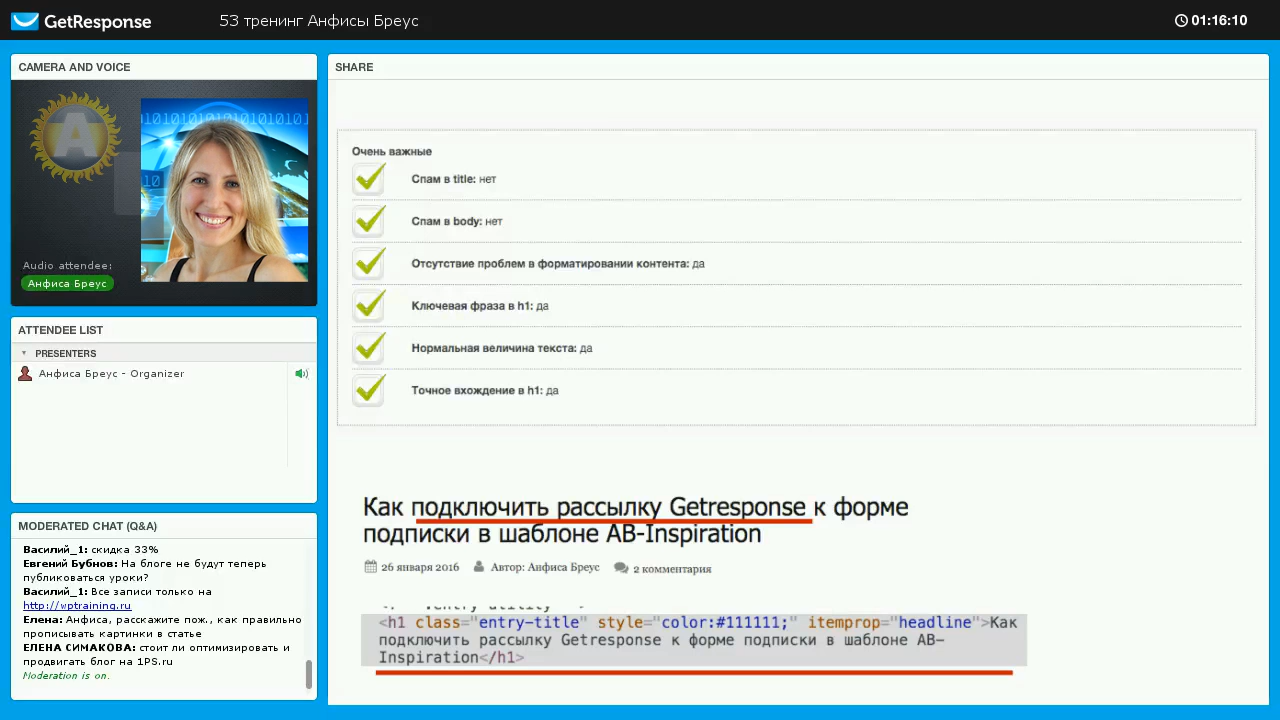 GetResponse
53 тренинг Анфисы Бреус
01:16:10
CAMERA AND VOICE
A
Audio attendee:
Анфиса Бреус
ATTENDEE LIST
PRESENTERS
Анфиса Бреус - Organizer
MODERATED CHAT (Q&A)
Василий_1: скидка 33%
Евгений Бубнов: На блоге не будут теперь
публиковаться уроки?
Василий_1: Все записи только на
http://wptraining.ru
Елена: Анфиса, расскажите пож., как правильно
прописывать картинки в статье
ЕЛЕНА СИМАКОВА: стоит ли оптимизировать и
продвигать блог на 1PS.ru
Moderation is on.
SHARE
Очень важные
Спам в title: нет
Спам в body: нет
Отсутствие проблем в форматировании контента: да
Ключевая фраза в h1: да
Нормальная величина текста: да
Точное вхождение в h1: да
Как подключить рассылку Getresponse к форме
подписки в шаблоне AB-Inspiration
26 января 2016 Автор: Анфиса Бреус 2 комментария
<h1 class="entry-title" style="color:#111111;" itemprop="headline">Как
подключить рассылку Getresponse к форме подписки в шаблоне AB-
Inspiration</h1>